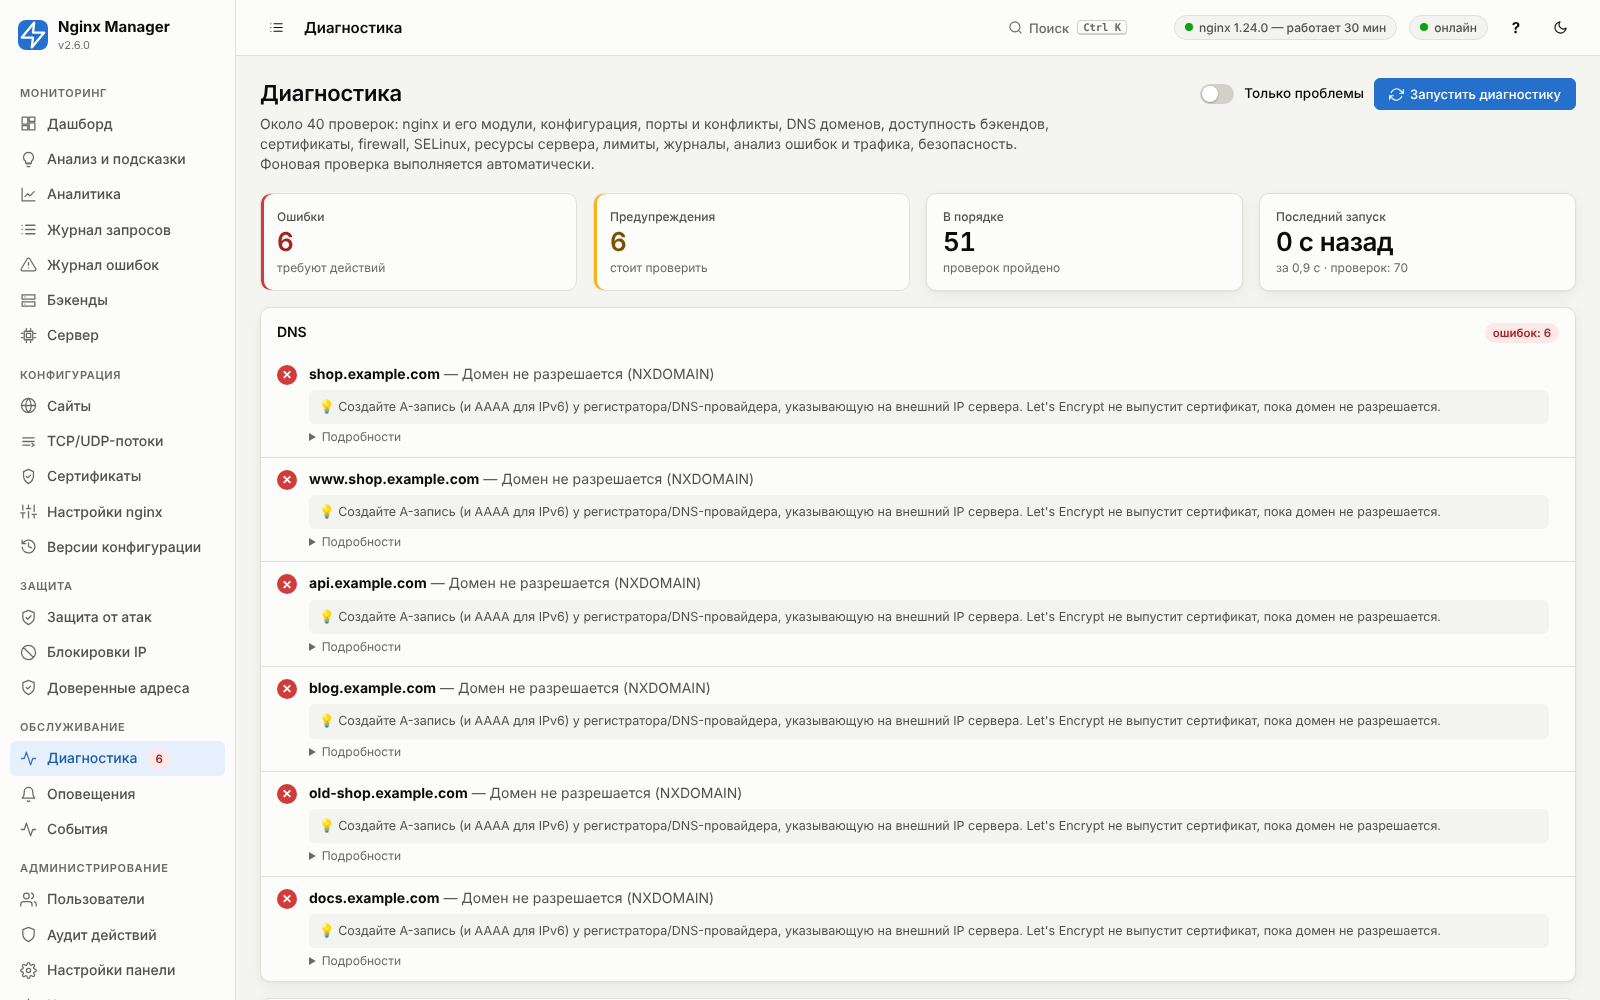 Nginx Manager
v2.6.0
МОНИТОРИНГ
Дашборд
Анализ и подсказки
Аналитика
Журнал запросов
Журнал ошибок
Бэкенды
Сервер
КОНФИГУРАЦИЯ
Сайты
TCP/UDP-потоки
Сертификаты
Настройки nginx
Версии конфигурации
ЗАЩИТА
Защита от атак
Блокировки IP
Доверенные адреса
ОБСЛУЖИВАНИЕ
Диагностика 6
Оповещения
События
АДМИНИСТРИРОВАНИЕ
Пользователи
Аудит действий
Настройки панели
Диагностика
Поиск Ctrl K
nginx 1.24.0 — работает 30 мин
онлайн
?
Диагностика
Только проблемы
Запустить диагностику
Около 40 проверок: nginx и его модули, конфигурация, порты и конфликты, DNS доменов, доступность бэкендов,
сертификаты, firewall, SELinux, ресурсы сервера, лимиты, журналы, анализ ошибок и трафика, безопасность.
Фоновая проверка выполняется автоматически.
Ошибки
6
требуют действий
Предупреждения
6
стоит проверить
В порядке
51
проверок пройдено
Последний запуск
0 с назад
за 0,9 с · проверок: 70
DNS
ошибок: 6
shop.example.com — Домен не разрешается (NXDOMAIN)
💡 Создайте A-запись (и AAAA для IPv6) у регистратора/DNS-провайдера, указывающую на внешний IP сервера. Let's Encrypt не выпустит сертификат, пока домен не разрешается.
Подробности
www.shop.example.com — Домен не разрешается (NXDOMAIN)
💡 Создайте A-запись (и AAAA для IPv6) у регистратора/DNS-провайдера, указывающую на внешний IP сервера. Let's Encrypt не выпустит сертификат, пока домен не разрешается.
Подробности
api.example.com — Домен не разрешается (NXDOMAIN)
💡 Создайте A-запись (и AAAA для IPv6) у регистратора/DNS-провайдера, указывающую на внешний IP сервера. Let's Encrypt не выпустит сертификат, пока домен не разрешается.
Подробности
blog.example.com — Домен не разрешается (NXDOMAIN)
💡 Создайте A-запись (и AAAA для IPv6) у регистратора/DNS-провайдера, указывающую на внешний IP сервера. Let's Encrypt не выпустит сертификат, пока домен не разрешается.
Подробности
old-shop.example.com — Домен не разрешается (NXDOMAIN)
💡 Создайте A-запись (и AAAA для IPv6) у регистратора/DNS-провайдера, указывающую на внешний IP сервера. Let's Encrypt не выпустит сертификат, пока домен не разрешается.
Подробности
docs.example.com — Домен не разрешается (NXDOMAIN)
💡 Создайте A-запись (и AAAA для IPv6) у регистратора/DNS-провайдера, указывающую на внешний IP сервера. Let's Encrypt не выпустит сертификат, пока домен не разрешается.
Подробности